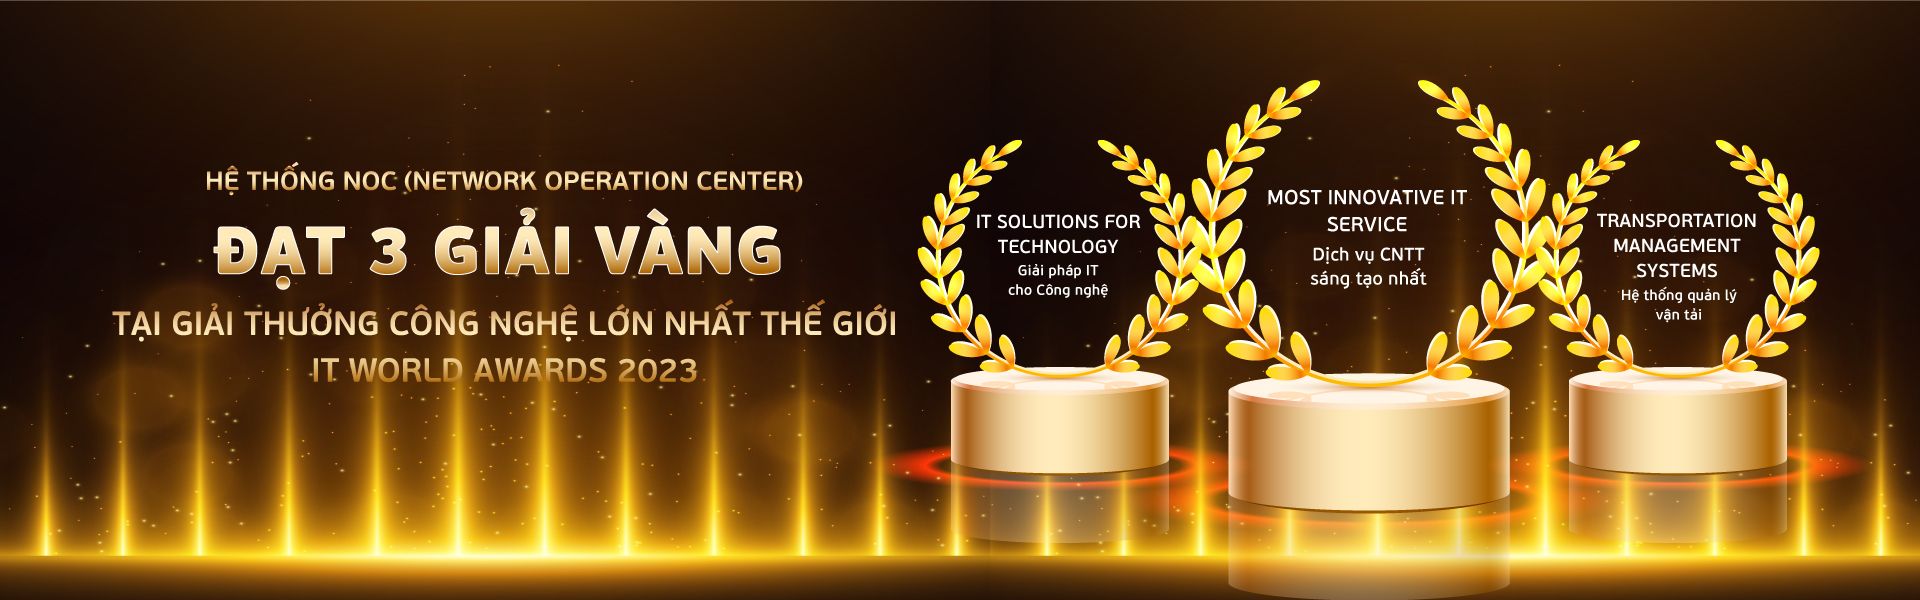 HỆ THỐNG NOC (NETWORK OPERATION CENTER)
ĐẠT 3 GIẢI VÀNG
TẠI GIẢI THƯỞNG CÔNG NGHỆ LỚN NHẤT THẾ GIỚI
IT WORLD AWARDS 2023
IT SOLUTIONS FOR
TECHNOLOGY
Giải pháp IT
cho Công nghệ
MOST INNOVATIVE IT
SERVICE
Dịch vụ CNTT
sáng tạo nhất
TRANSPORTATION
MANAGEMENT
SYSTEMS
Hệ thống quản lý
vận tải